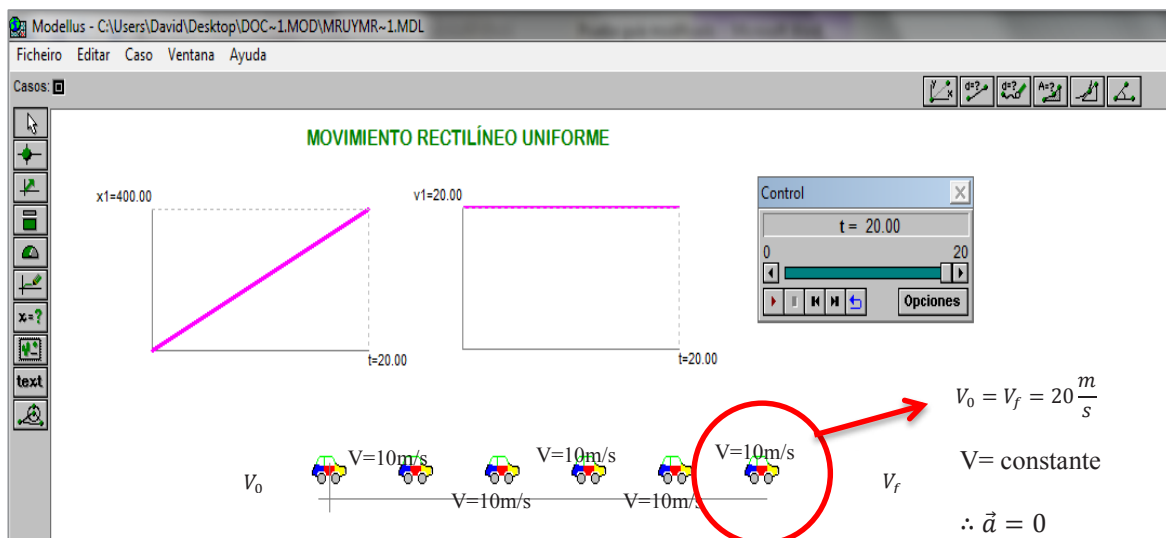 Modellus - C:\Users\David\Desktop\DOC~1.MOD\MRUYMR~1.MDL
Ficheiro Editar Caso Ventana Ayuda
Casos:
y x d=? d=? A=?
MOVIMIENTO RECTILÍNEO UNIFORME
x1=400.00
v1=20.00
t=20.00
t=20.00
Control
t = 20.00
0 20
Opciones
x=?
text
V₀ = V_f = 20 m/s
V=10m/s V=10m/s V=10m/s
V= constante
V₀
V_f
V=10m/s V=10m/s
∴ a⃗ = 0